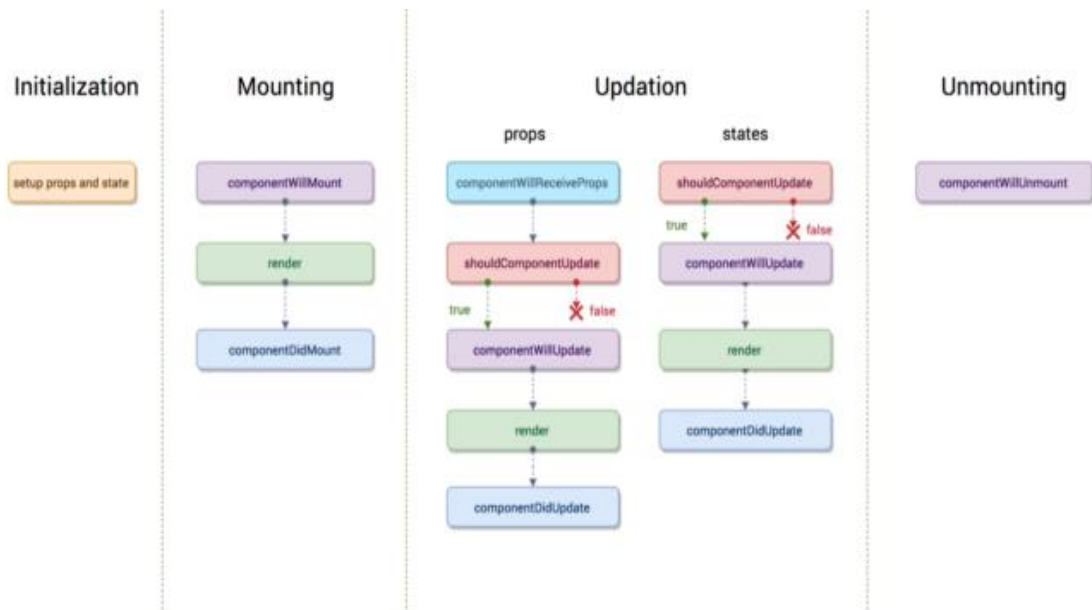 Initialization
setup props and state
Mounting
componentWillMount
render
componentDidMount
Updation
props
componentWillReceiveProps
shouldComponentUpdate
true
false
componentWillUpdate
render
componentDidUpdate
states
shouldComponentUpdate
true
false
componentWillUpdate
render
componentDidUpdate
Unmounting
componentWillUnmount